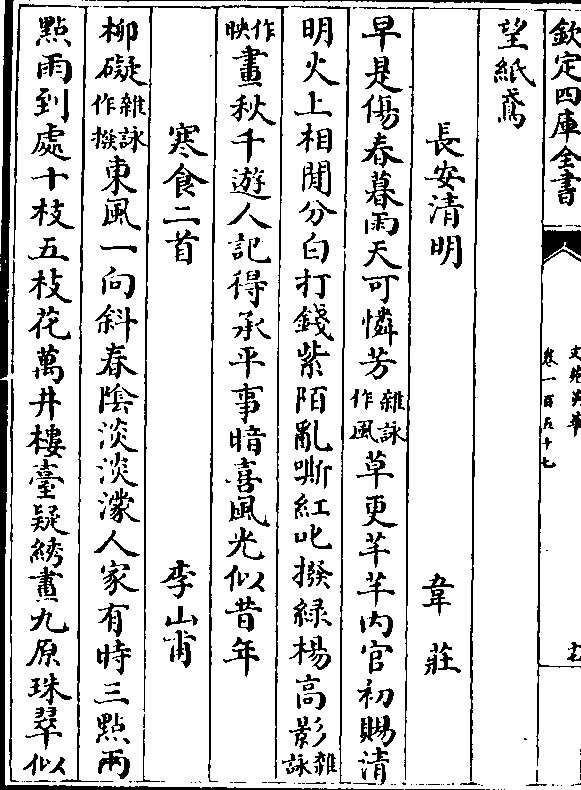 欽定四庫全書
文苑英華
卷一百五十七
望紙鳶
長安清明
韋莊
早是傷春暮雨天可憐芳雜詠作風草更芊芊内官初賜清
明火上相閒分白打錢紫陌亂嘶紅叱撥緑楊高影雜詠
作映畫秋千遊人記得承平事暗喜風光似昔年
寒食二首
李山甫
柳礙雜詠作撥東風一向斜春隂淡淡濛人家有時三點兩
點雨到處十枝五枝花萬井樓臺疑綉畫九原珠翠似